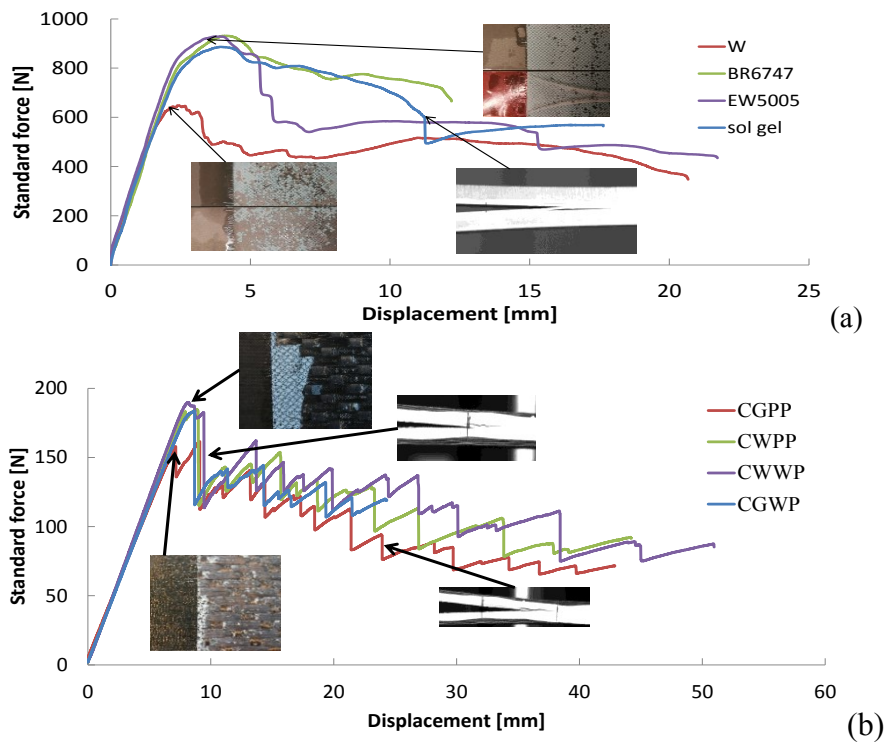 1000
800
600
400
200
0
Standard force [N]
W
BR6747
EW5005
sol gel
0 5 10 15 20 25
Displacement [mm]
(a)
200
150
100
50
0
Standard force [N]
CGPP
CWPP
CWWP
CGWP
0 10 20 30 40 50 60
Displacement [mm]
(b)